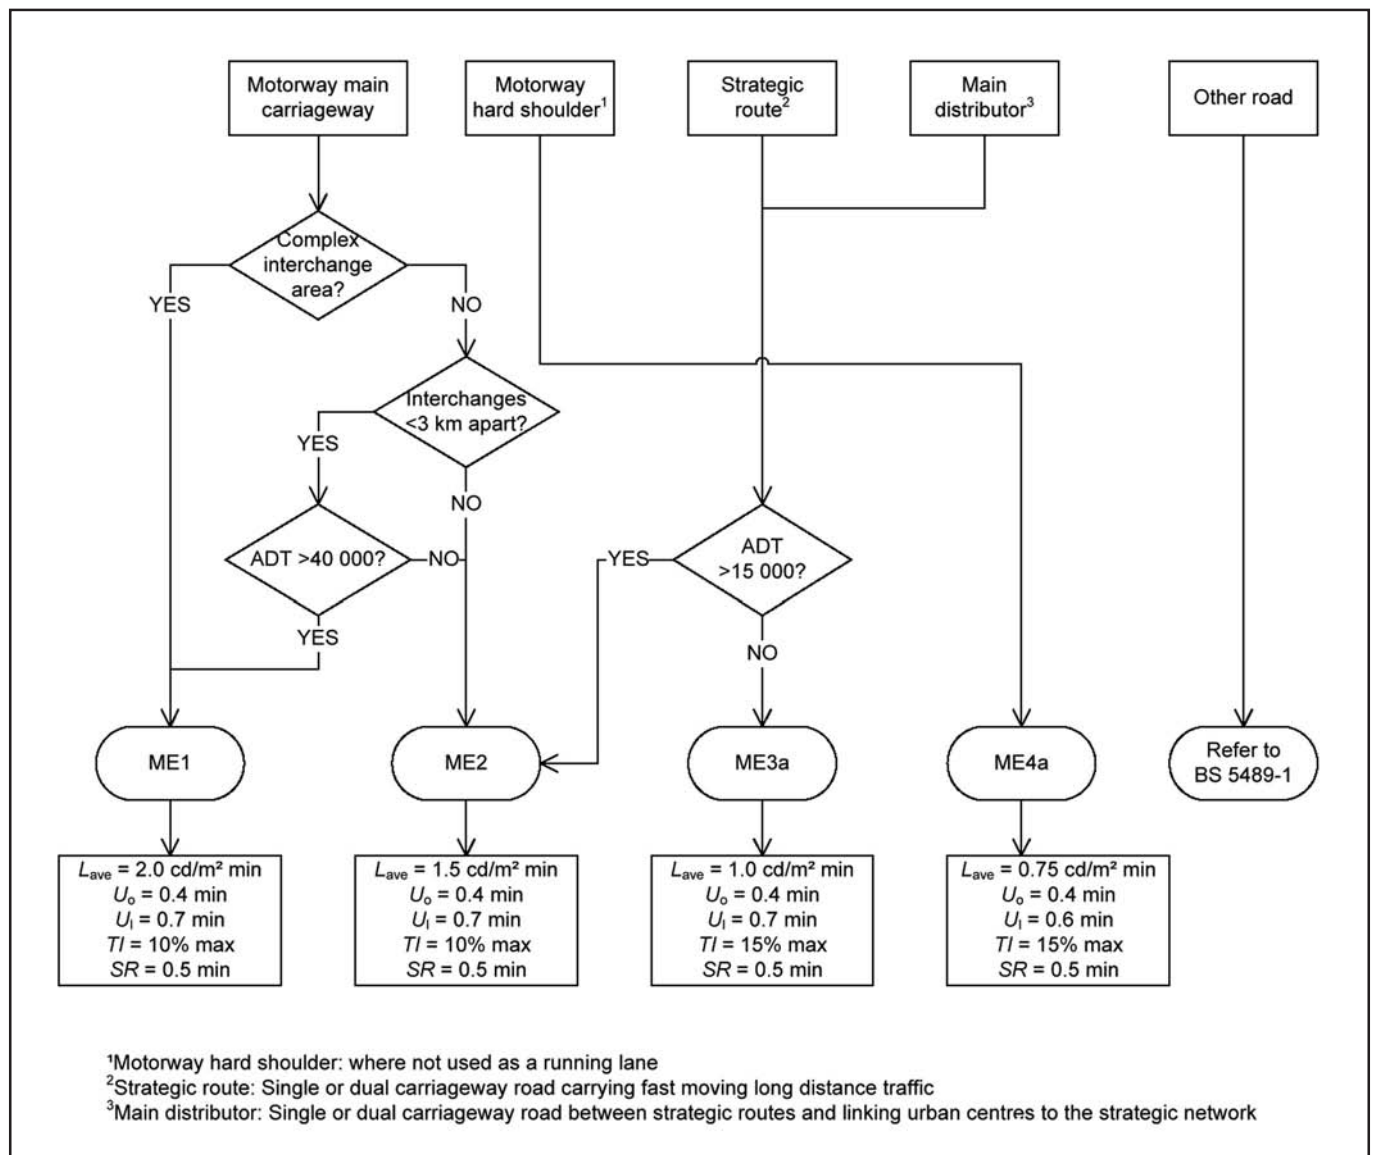 Motorway main
carriageway
Motorway
hard shoulder¹
Strategic
route²
Main
distributor³
Other road
Complex
interchange
area?
YES
NO
Interchanges
<3 km apart?
YES
NO
ADT >40 000?
NO
YES
ADT
>15 000?
YES
NO
ME1
ME2
ME3a
ME4a
Refer to
BS 5489-1
Lave = 2.0 cd/m² min
Uo = 0.4 min
Ul = 0.7 min
TI = 10% max
SR = 0.5 min
Lave = 1.5 cd/m² min
Uo = 0.4 min
Ul = 0.7 min
TI = 10% max
SR = 0.5 min
Lave = 1.0 cd/m² min
Uo = 0.4 min
Ul = 0.7 min
TI = 15% max
SR = 0.5 min
Lave = 0.75 cd/m² min
Uo = 0.4 min
Ul = 0.6 min
TI = 15% max
SR = 0.5 min
¹Motorway hard shoulder: where not used as a running lane
²Strategic route: Single or dual carriageway road carrying fast moving long distance traffic
³Main distributor: Single or dual carriageway road between strategic routes and linking urban centres to the strategic network